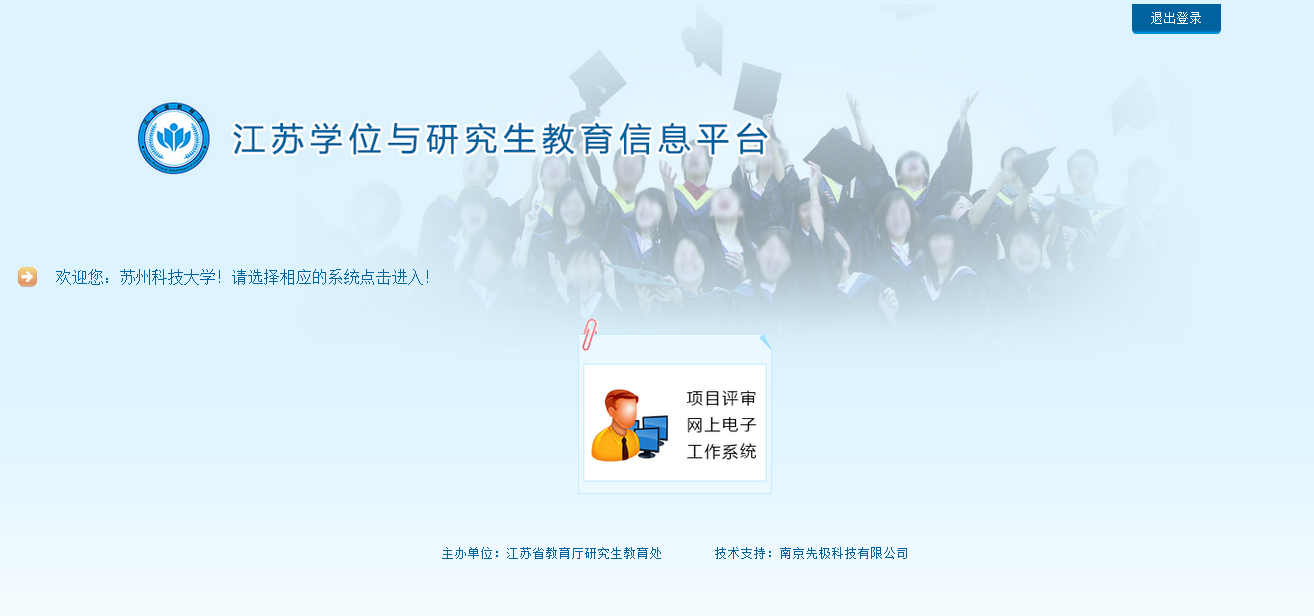 退出登录
江苏学位与研究生教育信息平台
欢迎您：苏州科技大学！请选择相应的系统点击进入！
项目评审
网上电子
工作系统
主办单位：江苏省教育厅研究生教育处 技术支持：南京先极科技有限公司